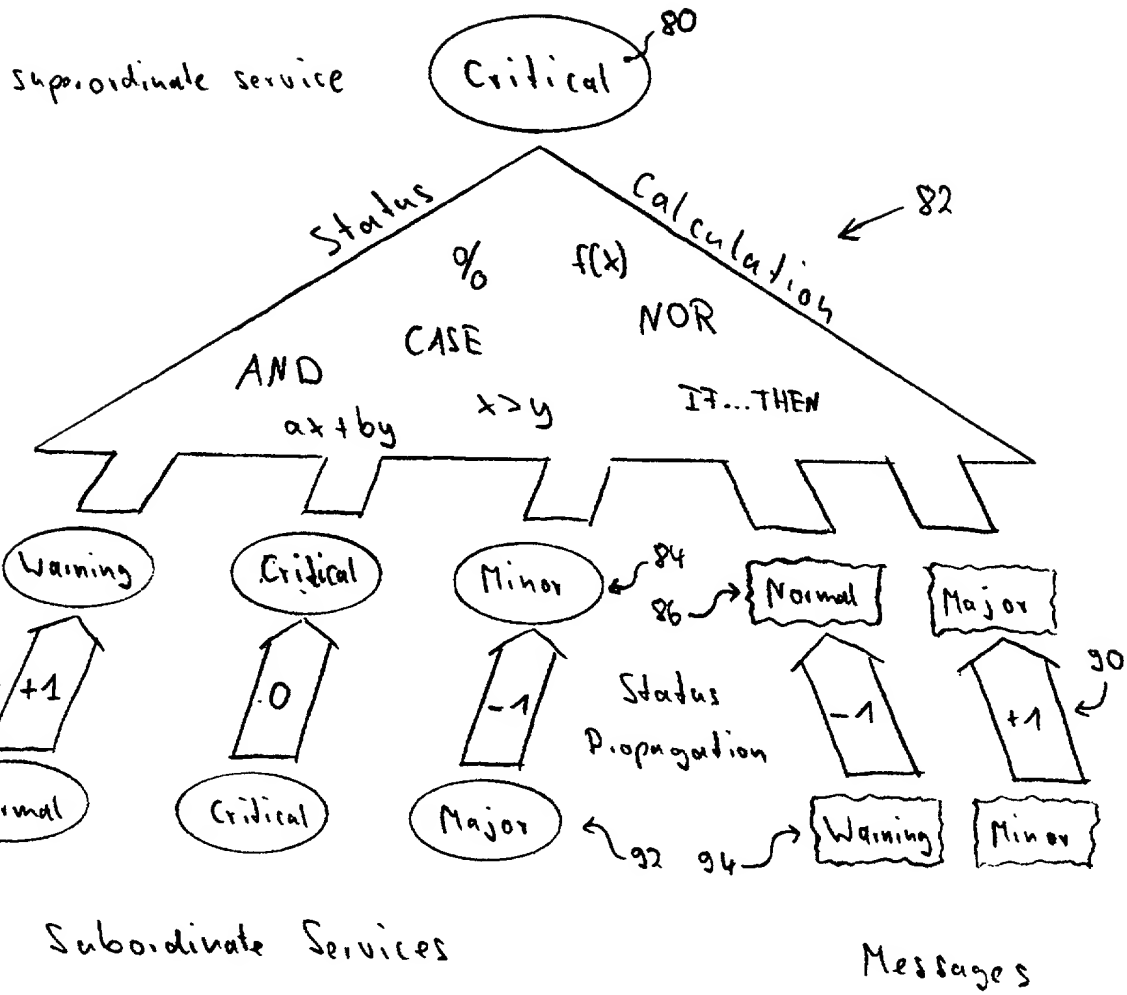 80
superordinate service
Critical
Status
Calculation
82
%
f(x)
NOR
CASE
AND
x>y
IF...THEN
ax+by
Warning
Critical
Minor
84
86
Normal
Major
+1
0
-1
Status
Propagation
-1
+1
90
rmal
Critical
Major
92
94
Warning
Minor
Subordinate Services
Messages